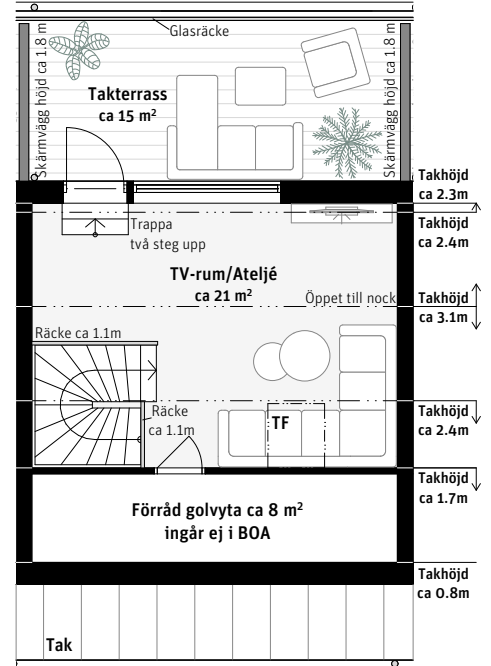 Glasräcke
Skärmvägg höjd ca 1.8 m
Takterrass
ca 15 m²
Skärmvägg höjd ca 1.8 m
Takhöjd
ca 2.3m
Trappa
två steg upp
Takhöjd
ca 2.4m
TV-rum/Ateljé
ca 21 m²
Öppet till nock
Takhöjd
ca 3.1m
Räcke ca 1.1m
Räcke
ca 1.1m
TF
Takhöjd
ca 2.4m
Takhöjd
ca 1.7m
Förråd golvyta ca 8 m²
ingår ej i BOA
Takhöjd
ca 0.8m
Tak